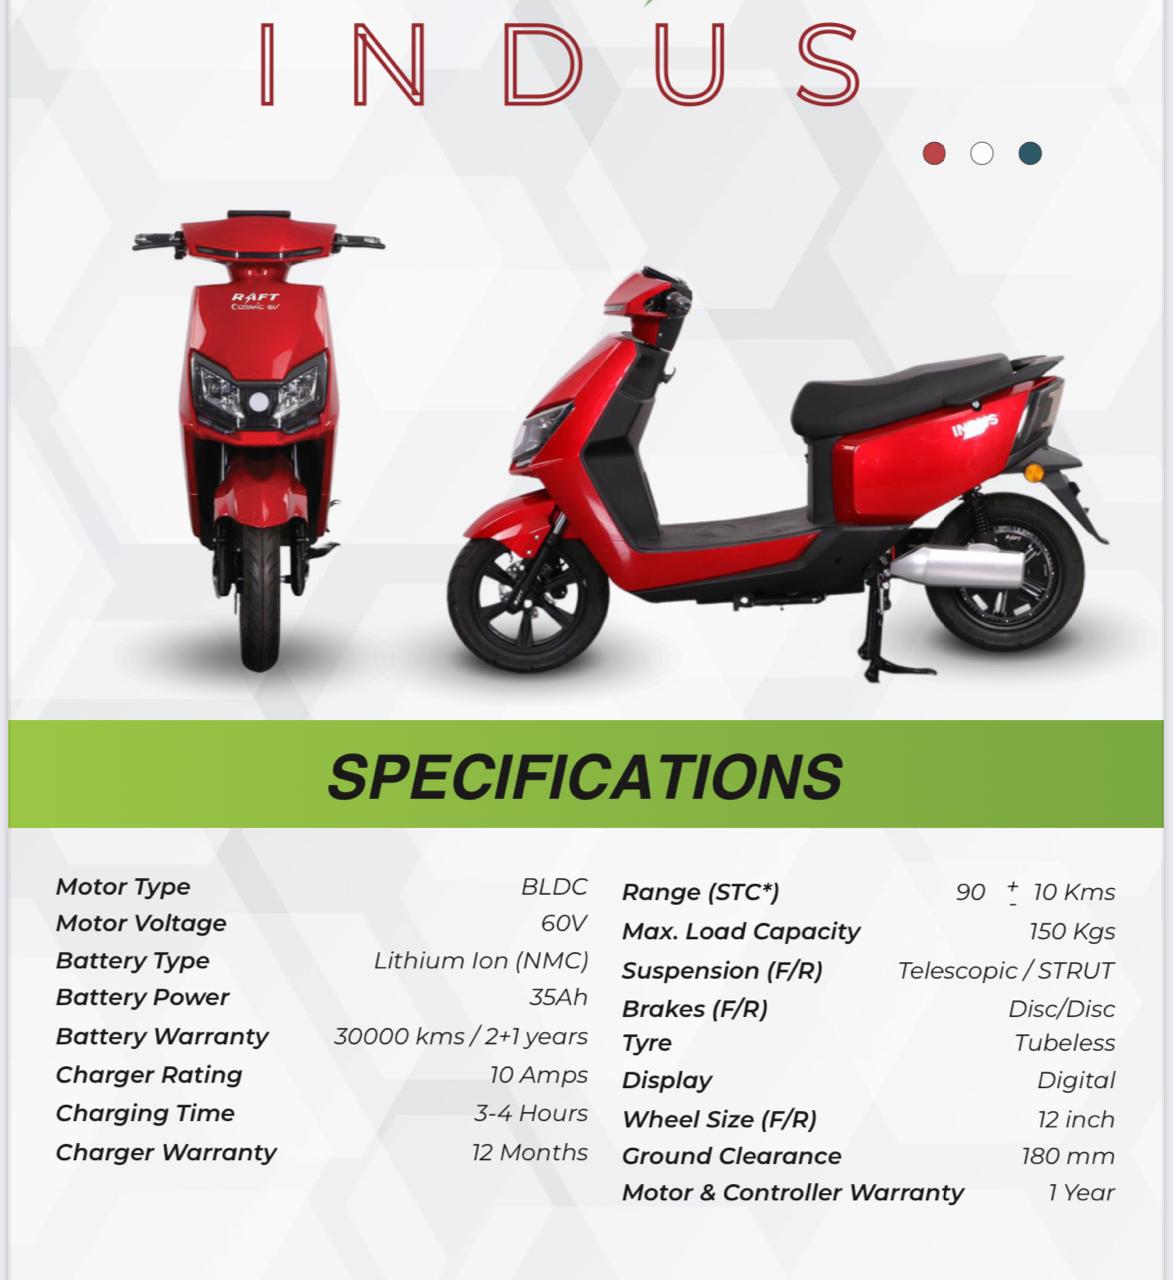 INDUS
RAFT
COSMIC EV
INDUS
RAFT
SPECIFICATIONS
Motor Type BLDC
Motor Voltage 60V
Battery Type Lithium Ion (NMC)
Battery Power 35Ah
Battery Warranty 30000 kms / 2+1 years
Charger Rating 10 Amps
Charging Time 3-4 Hours
Charger Warranty 12 Months
Range (STC*) 90 +- 10 Kms
Max. Load Capacity 150 Kgs
Suspension (F/R) Telescopic / STRUT
Brakes (F/R) Disc/Disc
Tyre Tubeless
Display Digital
Wheel Size (F/R) 12 inch
Ground Clearance 180 mm
Motor & Controller Warranty 1 Year